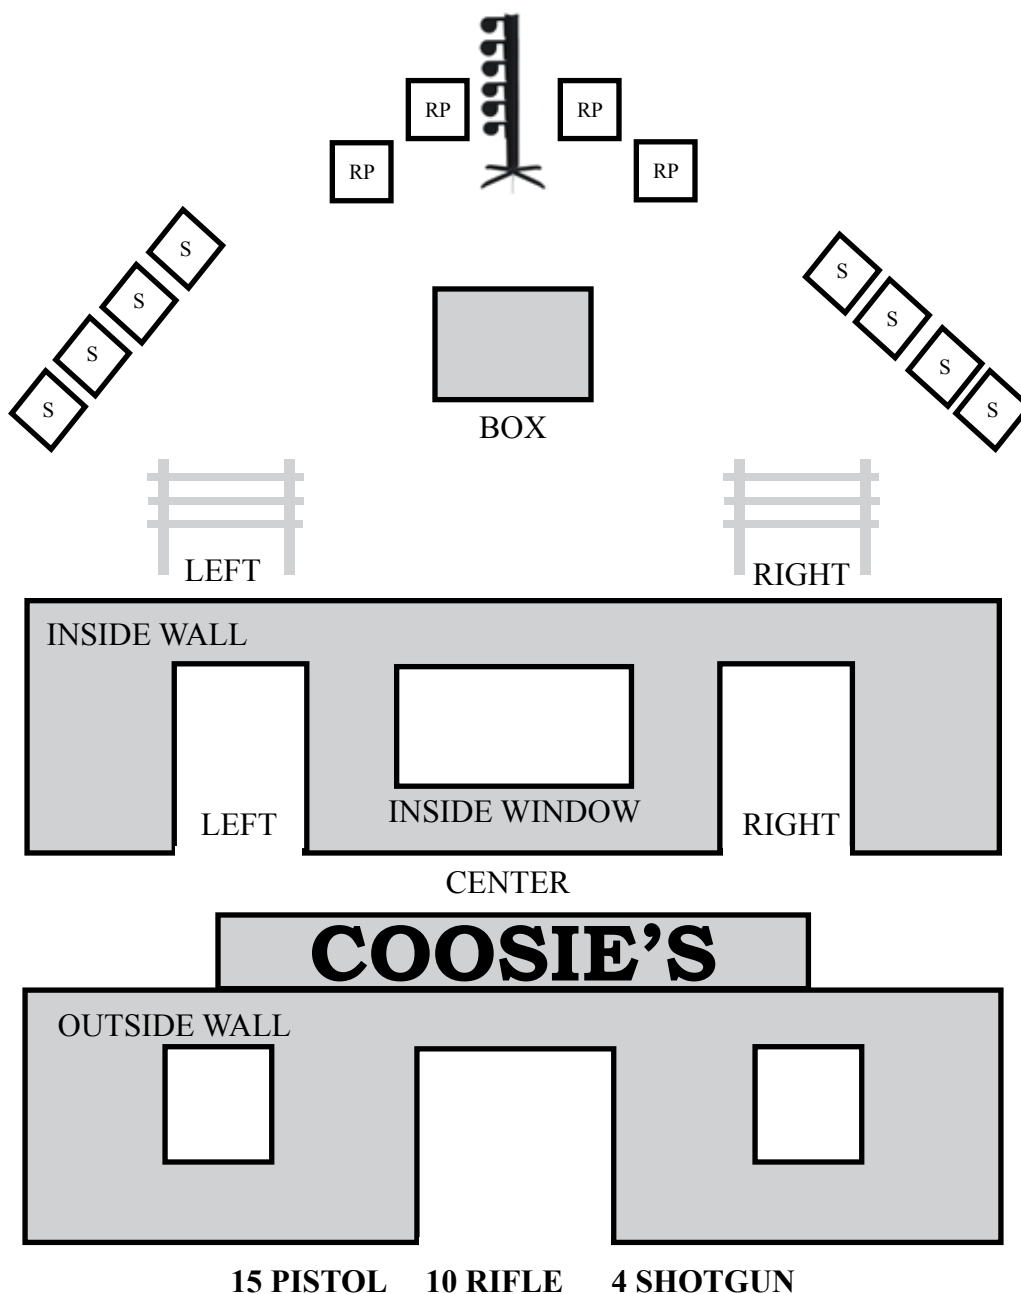 RP RP
RP RP
S S
S S
S S
S S
BOX
LEFT RIGHT
INSIDE WALL
LEFT INSIDE WINDOW RIGHT
CENTER
COOSIE'S
OUTSIDE WALL
15 PISTOL 10 RIFLE 4 SHOTGUN